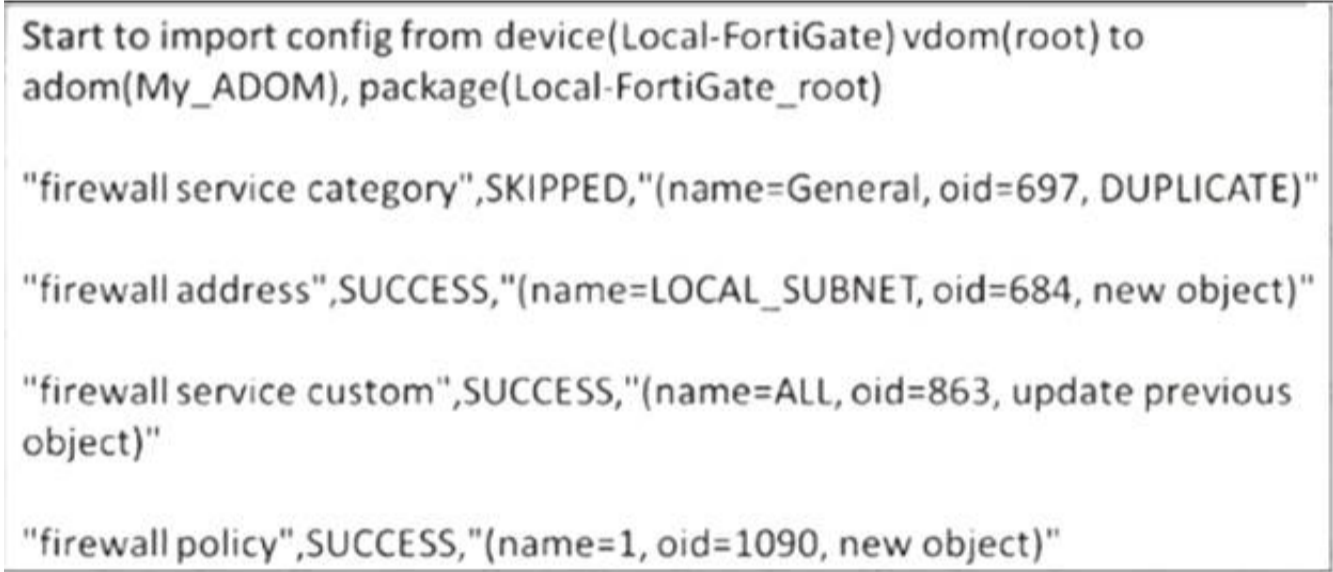 Start to import config from device(Local-FortiGate) vdom(root) to
adom(My_ADOM), package(Local-FortiGate_root)
"firewall service category",SKIPPED,"(name=General, oid=697, DUPLICATE)"
"firewall address",SUCCESS,"(name=LOCAL_SUBNET, oid=684, new object)"
"firewall service custom",SUCCESS,"(name=ALL, oid=863, update previous
object)"
"firewall policy",SUCCESS,"(name=1, oid=1090, new object)"